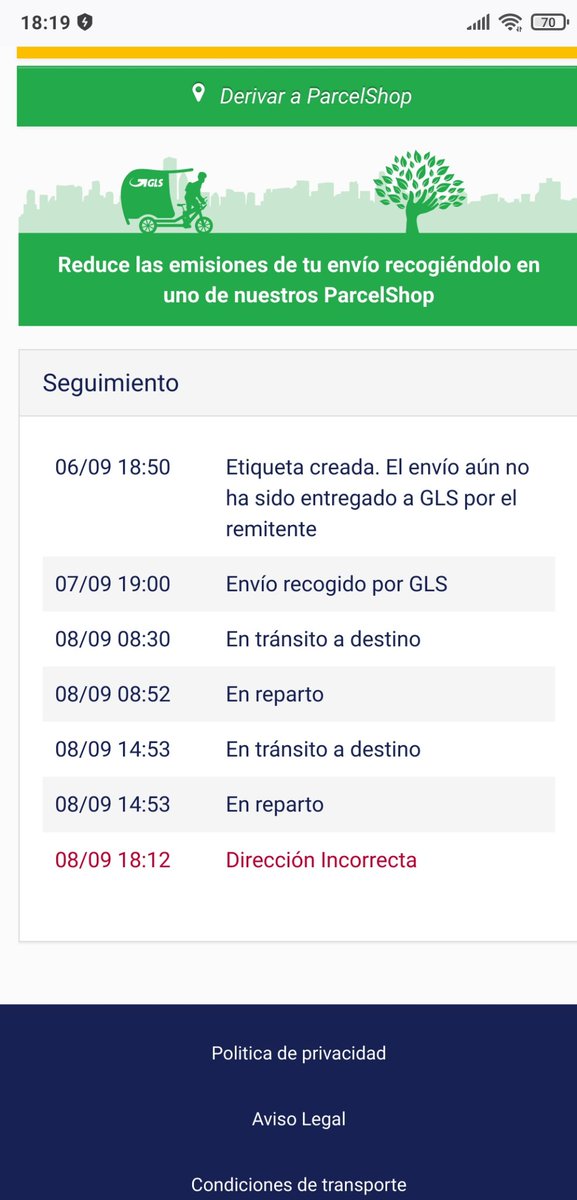 18:19
70
Derivar a ParcelShop
GLS
Reduce las emisiones de tu envío recogiéndolo en
uno de nuestros ParcelShop
Seguimiento
06/09 18:50 Etiqueta creada. El envío aún no
ha sido entregado a GLS por el
remitente
07/09 19:00 Envío recogido por GLS
08/09 08:30 En tránsito a destino
08/09 08:52 En reparto
08/09 14:53 En tránsito a destino
08/09 14:53 En reparto
08/09 18:12 Dirección Incorrecta
Politica de privacidad
Aviso Legal
Condiciones de transporte